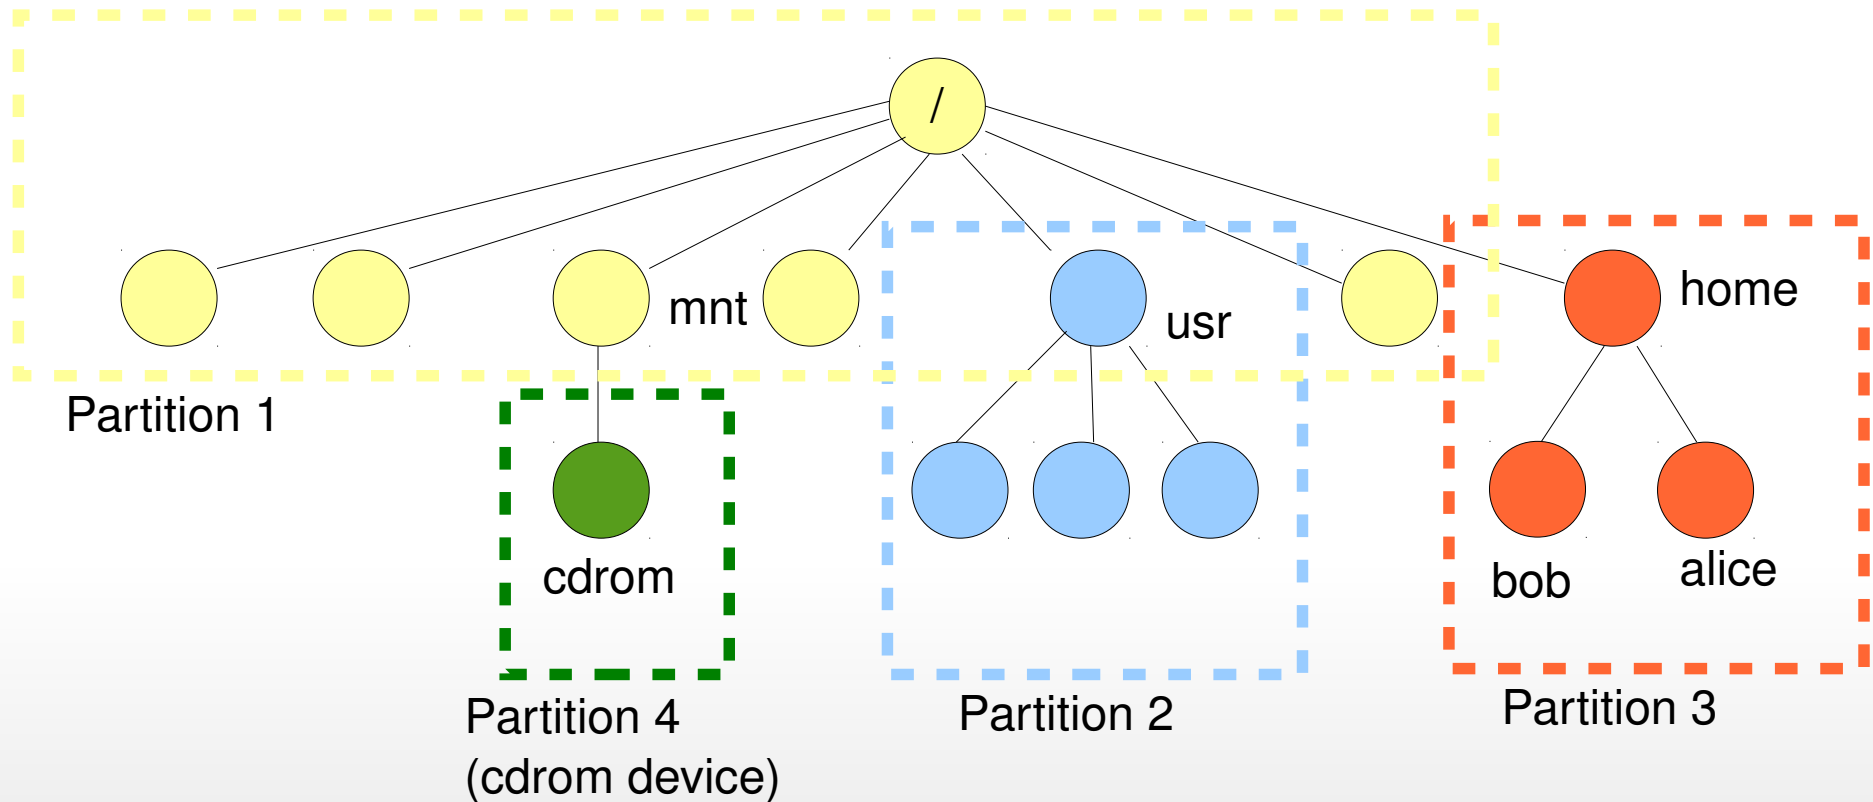 /
mnt
usr
home
Partition 1
cdrom
bob
alice
Partition 4
(cdrom device)
Partition 2
Partition 3